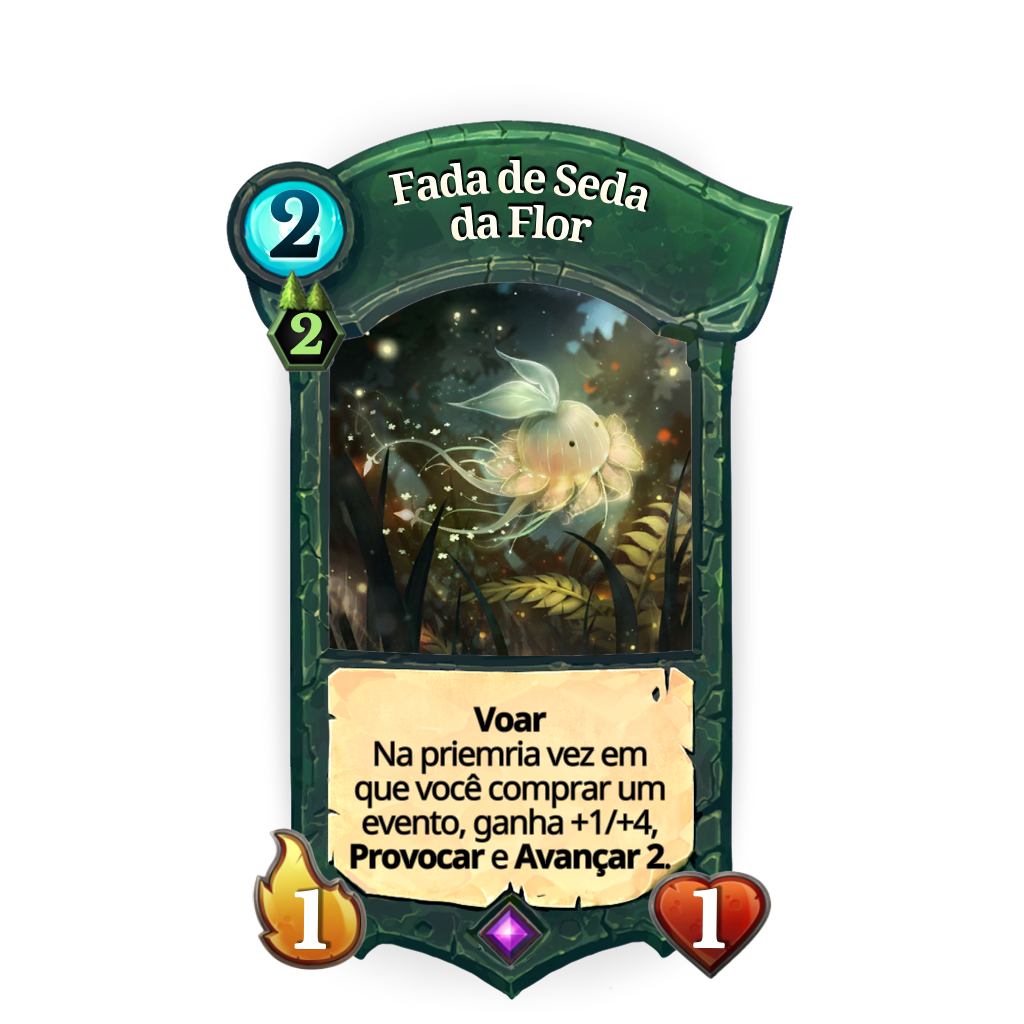 2
Fada de Seda
da Flor
2
Voar
Na priemria vez em
que você comprar um
evento, ganha +1/+4,
Provocar e Avançar 2.
1
1